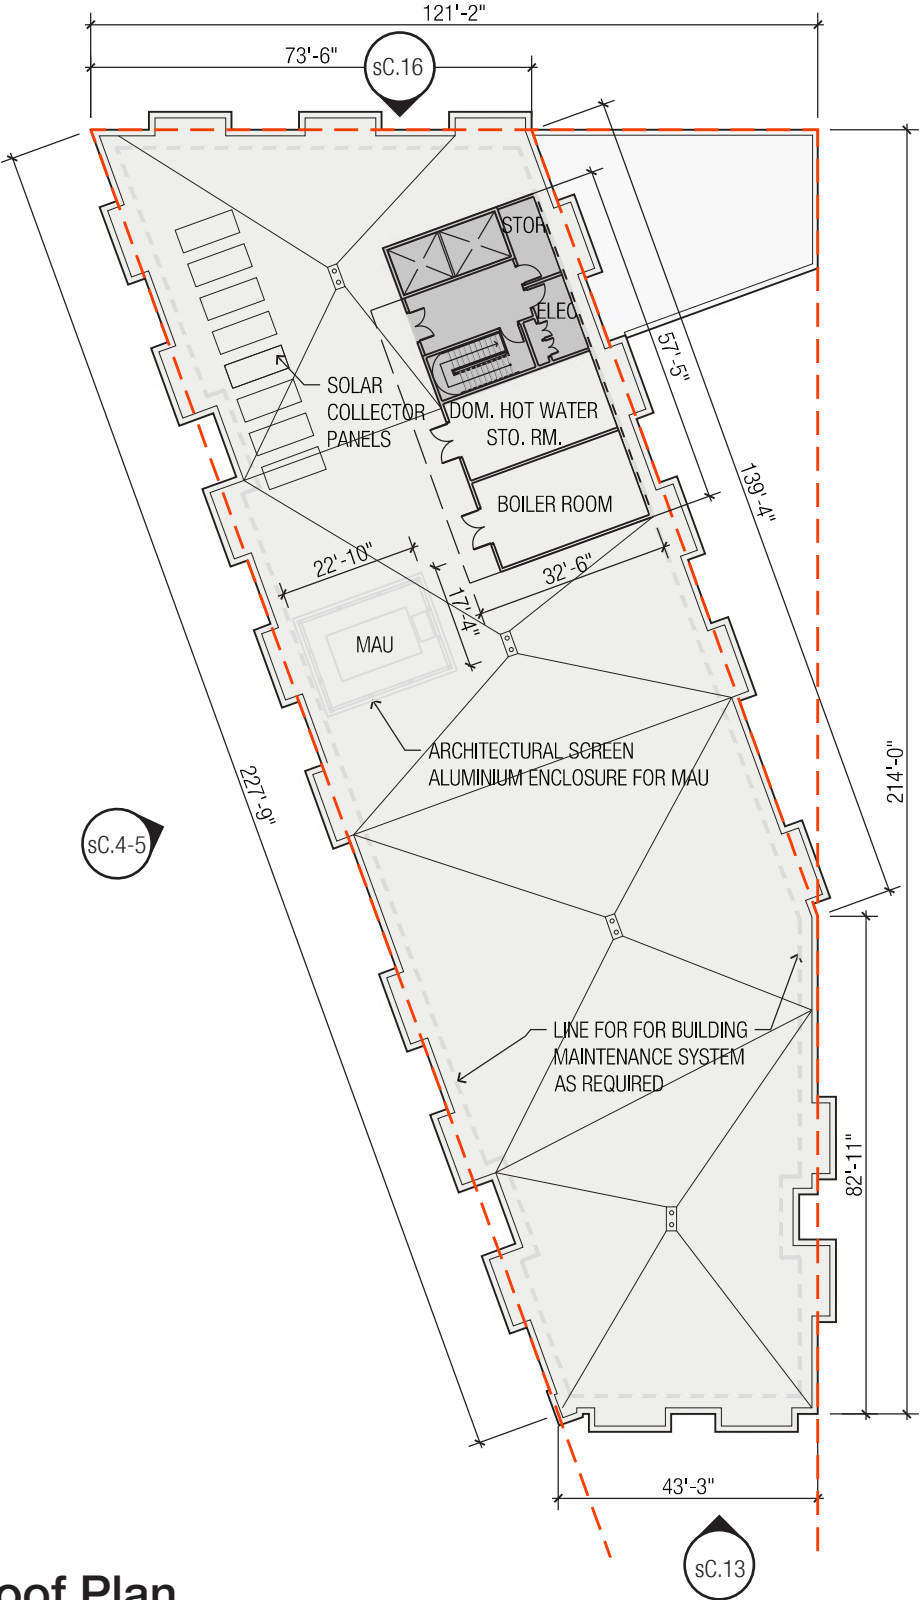 121'-2"
73'-6"
sC.16
STOR
ELEC
57'-5"
SOLAR
COLLECTOR
PANELS
DOM. HOT WATER
STO. RM.
139'-4"
BOILER ROOM
22'-10"
32'-6"
17'-4"
MAU
ARCHITECTURAL SCREEN
ALUMINIUM ENCLOSURE FOR MAU
227'-9"
214'-0"
sC.4-5
LINE FOR FOR BUILDING
MAINTENANCE SYSTEM
AS REQUIRED
82'-11"
43'-3"
sC.13
oof Plan